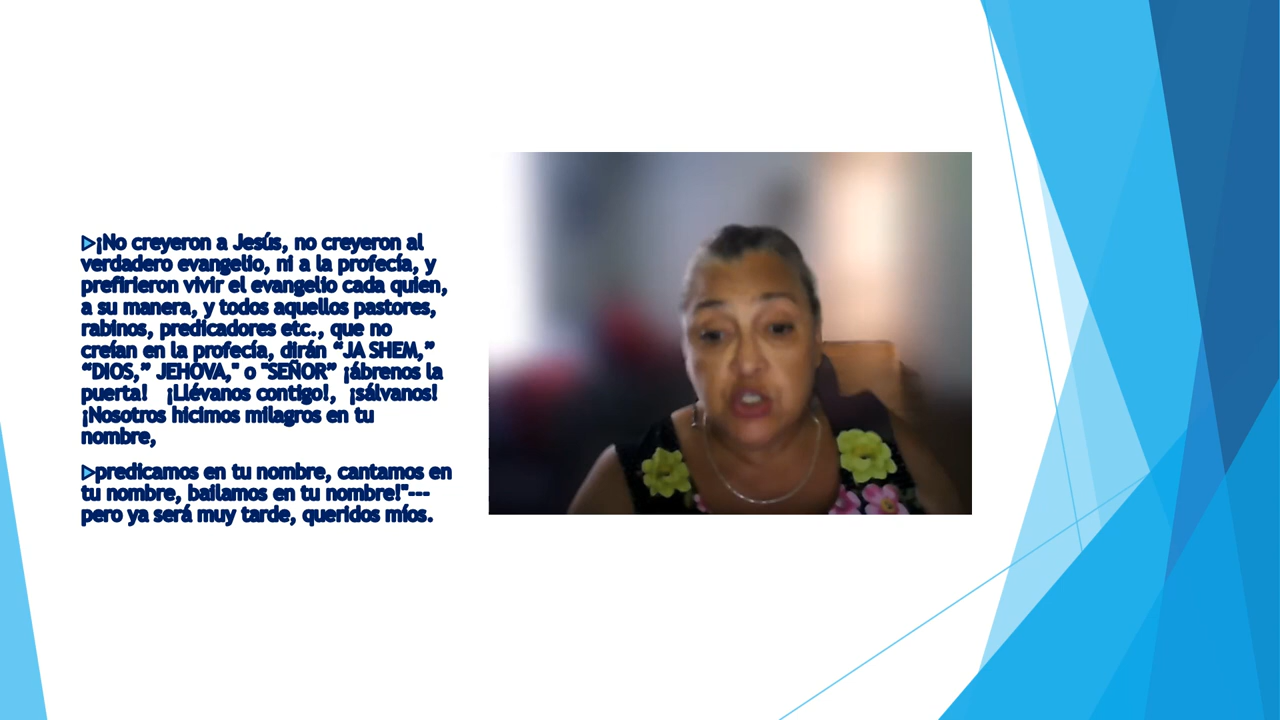 ¡No creyeron a Jesús, no creyeron al
verdadero evangelio, ni a la profecía, y
prefirieron vivir el evangelio cada quien,
a su manera, y todos aquellos pastores,
rabinos, predicadores etc., que no
creían en la profecía, dirán “JA SHEM,”
“DIOS,” JEHOVA," o "SEÑOR” ¡ábrenos la
puerta! ¡Llévanos contigo!, ¡sálvanos!
¡Nosotros hicimos milagros en tu
nombre,
predicamos en tu nombre, cantamos en
tu nombre, bailamos en tu nombre!"---
pero ya será muy tarde, queridos míos.